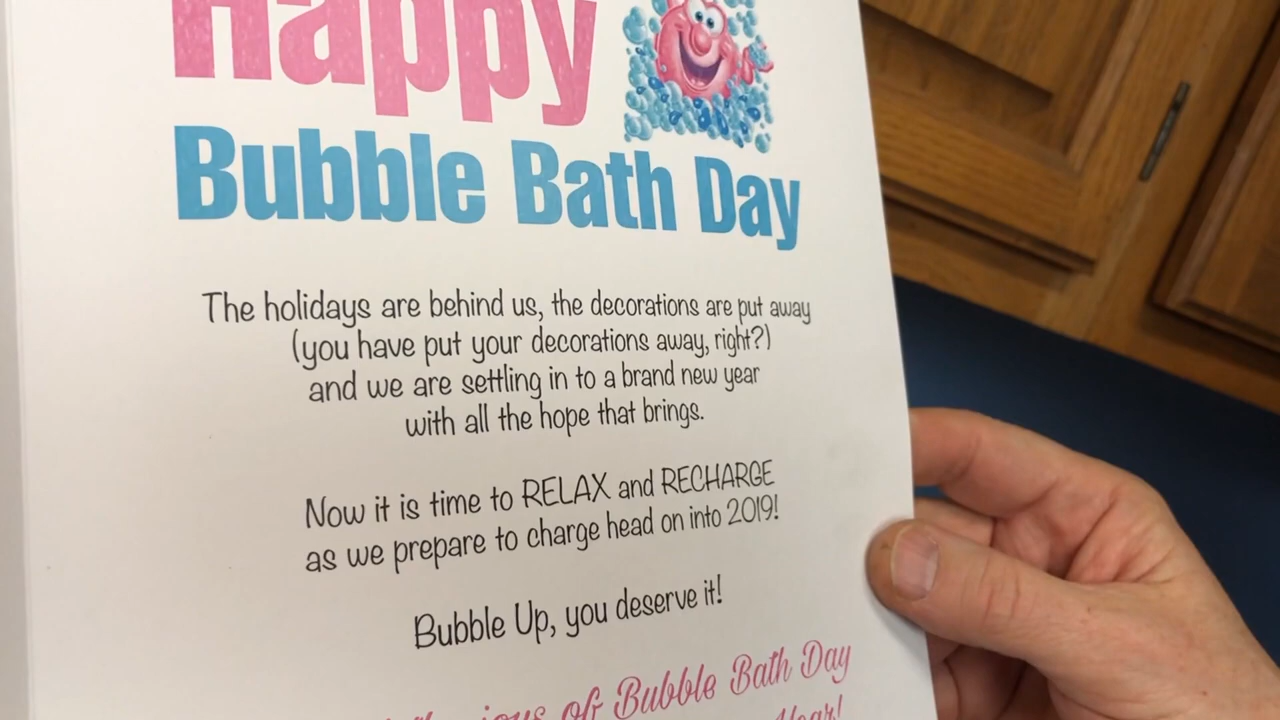 Happy
Bubble Bath Day
The holidays are behind us, the decorations are put away
(you have put your decorations away, right?)
and we are settling in to a brand new year
with all the hope that brings.
Now it is time to RELAX and RECHARGE
as we prepare to charge head on into 2019!
Bubble Up, you deserve it!
of Bubble Bath Day